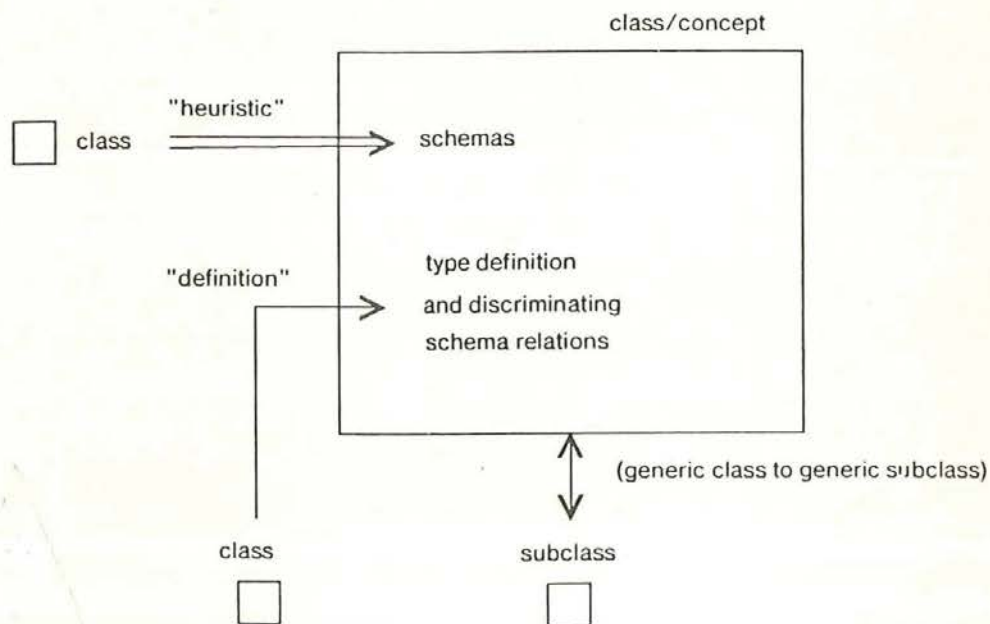 class/concept
"heuristic"
class
schemas
type definition
"definition"
and discriminating
schema relations
(generic class to generic subclass)
class
subclass